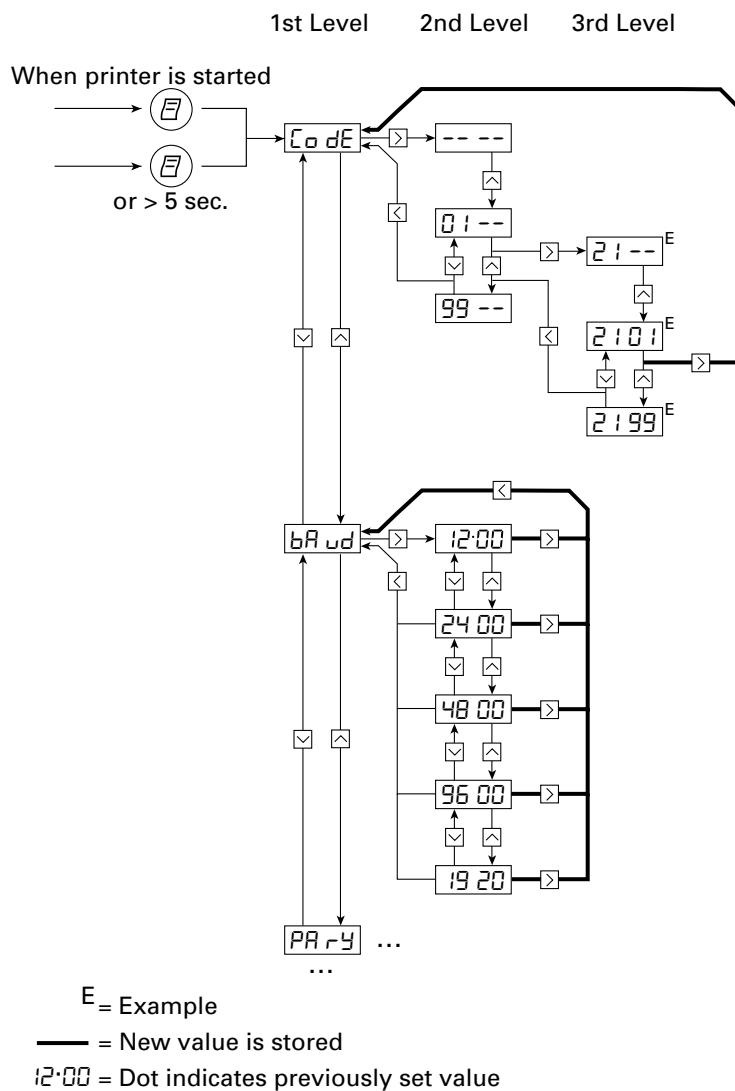 1st Level 2nd Level 3rd Level
When printer is started
or > 5 sec.
Co dE
-- --
01 --
99 --
21 -- E
2101 E
2199 E
bA ud
12·00
24 00
48 00
96 00
19 20
PA rY ...
...
E = Example
= New value is stored
12·00 = Dot indicates previously set value